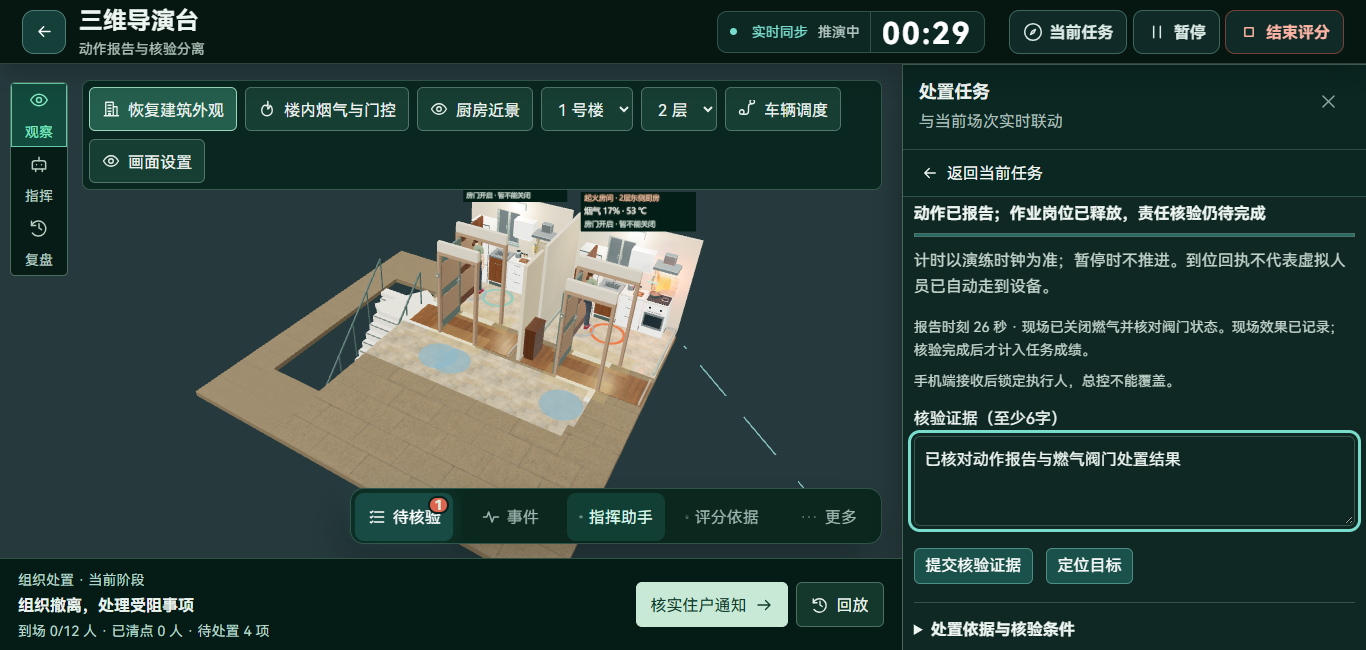 三维导演台
动作报告与核验分离
实时同步 推演中 00:29
当前任务
暂停
结束评分
观察
指挥
复盘
恢复建筑外观
楼内烟气与门控
厨房近景
1 号楼
2 层
车辆调度
画面设置
房门开启 · 暂不能关闭
起火房间 · 2层东侧厨房
烟气 17% · 53 ℃
房门开启 · 暂不能关闭
待核验 1
事件
指挥助手
评分依据
更多
组织处置 · 当前阶段
组织撤离，处理受阻事项
到场 0/12 人 · 已清点 0 人 · 待处置 4 项
核实住户通知
回放
处置任务
与当前场次实时联动
返回当前任务
动作已报告；作业岗位已释放，责任核验仍待完成
计时以演练时钟为准；暂停时不推进。到位回执不代表虚拟人
员已自动走到设备。
报告时刻 26 秒 · 现场已关闭燃气并核对阀门状态。现场效果已记录；
核验完成后才计入任务成绩。
手机端接收后锁定执行人，总控不能覆盖。
核验证据（至少6字）
已核对动作报告与燃气阀门处置结果
提交核验证据
定位目标
处置依据与核验条件